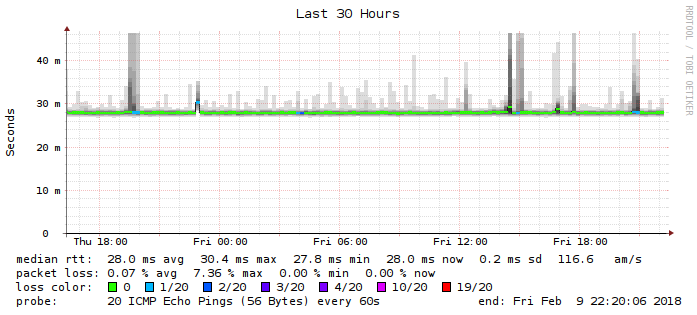 Last 30 Hours
RRDTOOL / TOBI OETIKER
Seconds
40 m
30 m
20 m
10 m
0
Thu 18:00 Fri 00:00 Fri 06:00 Fri 12:00 Fri 18:00
median rtt: 28.0 ms avg 30.4 ms max 27.8 ms min 28.0 ms now 0.2 ms sd 116.6 am/s
packet loss: 0.07 % avg 7.36 % max 0.00 % min 0.00 % now
loss color: 0 1/20 2/20 3/20 4/20 10/20 19/20
probe: 20 ICMP Echo Pings (56 Bytes) every 60s end: Fri Feb 9 22:20:06 2018